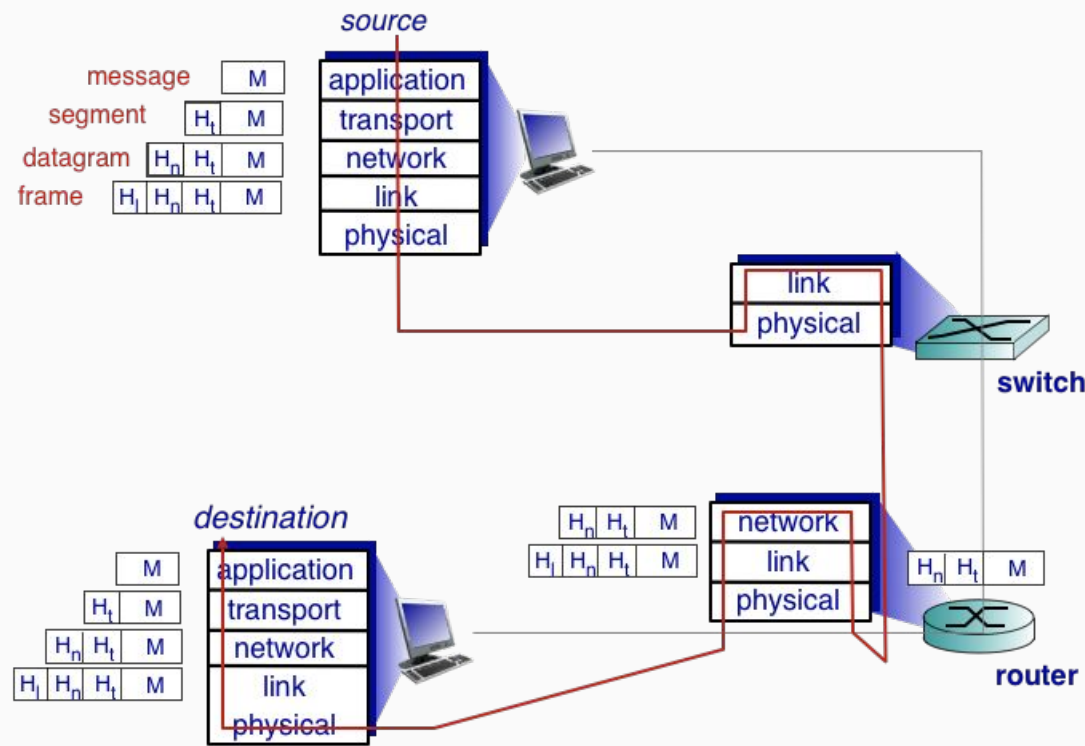 source
message M application
segment Ht M transport
datagram Hn Ht M network
frame Hl Hn Ht M link
physical
link
physical
switch
destination
Hn Ht M network
Hl Hn Ht M link Hn Ht M
physical
router
M application
Ht M transport
Hn Ht M network
Hl Hn Ht M link
physical